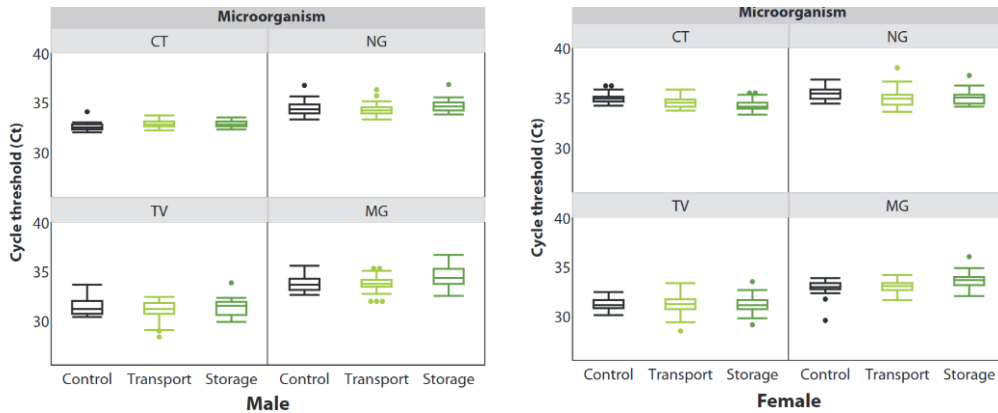 Microorganism
CT NG
40
35
30
TV MG
40
35
30
Cycle threshold (Ct)
Control Transport Storage Control Transport Storage
Male
Microorganism
CT NG
40
35
30
TV MG
40
35
30
Cycle threshold (Ct)
Control Transport Storage Control Transport Storage
Female